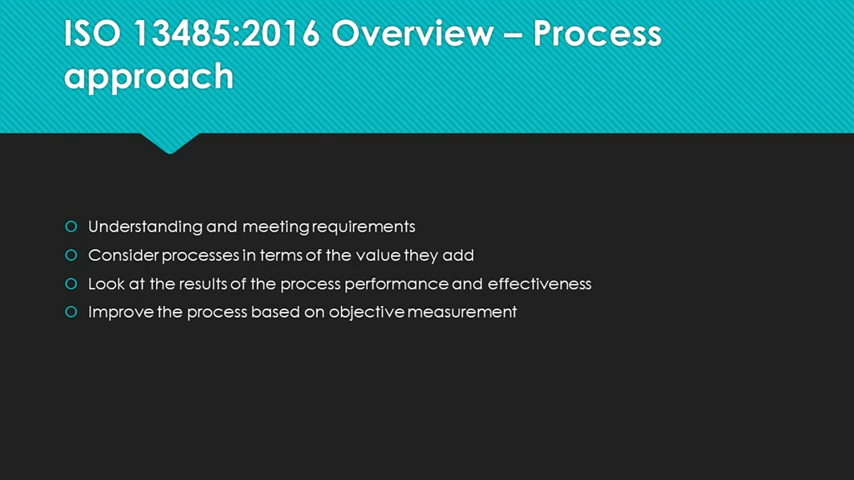 ISO 13485:2016 Overview – Process
approach
Understanding and meeting requirements
Consider processes in terms of the value they add
Look at the results of the process performance and effectiveness
Improve the process based on objective measurement